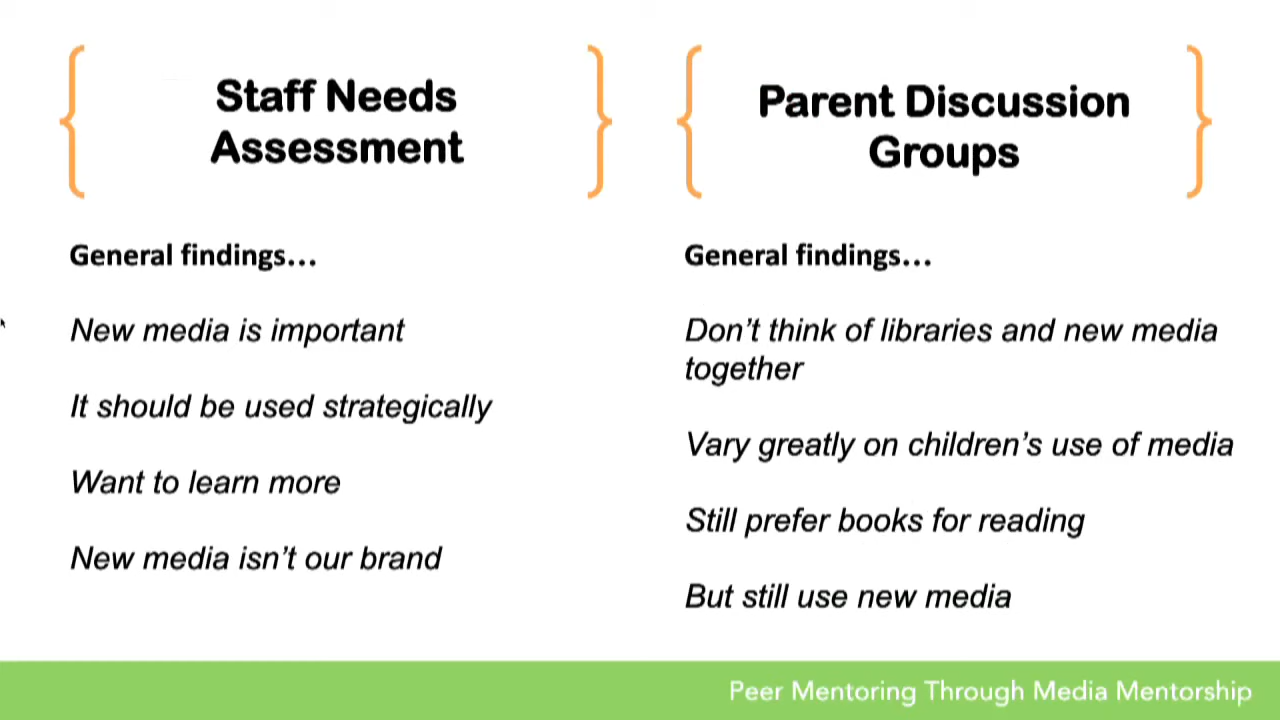 Staff Needs
Assessment
General findings…
New media is important
It should be used strategically
Want to learn more
New media isn’t our brand
Parent Discussion
Groups
General findings…
Don’t think of libraries and new media
together
Vary greatly on children’s use of media
Still prefer books for reading
But still use new media
Peer Mentoring Through Media Mentorship